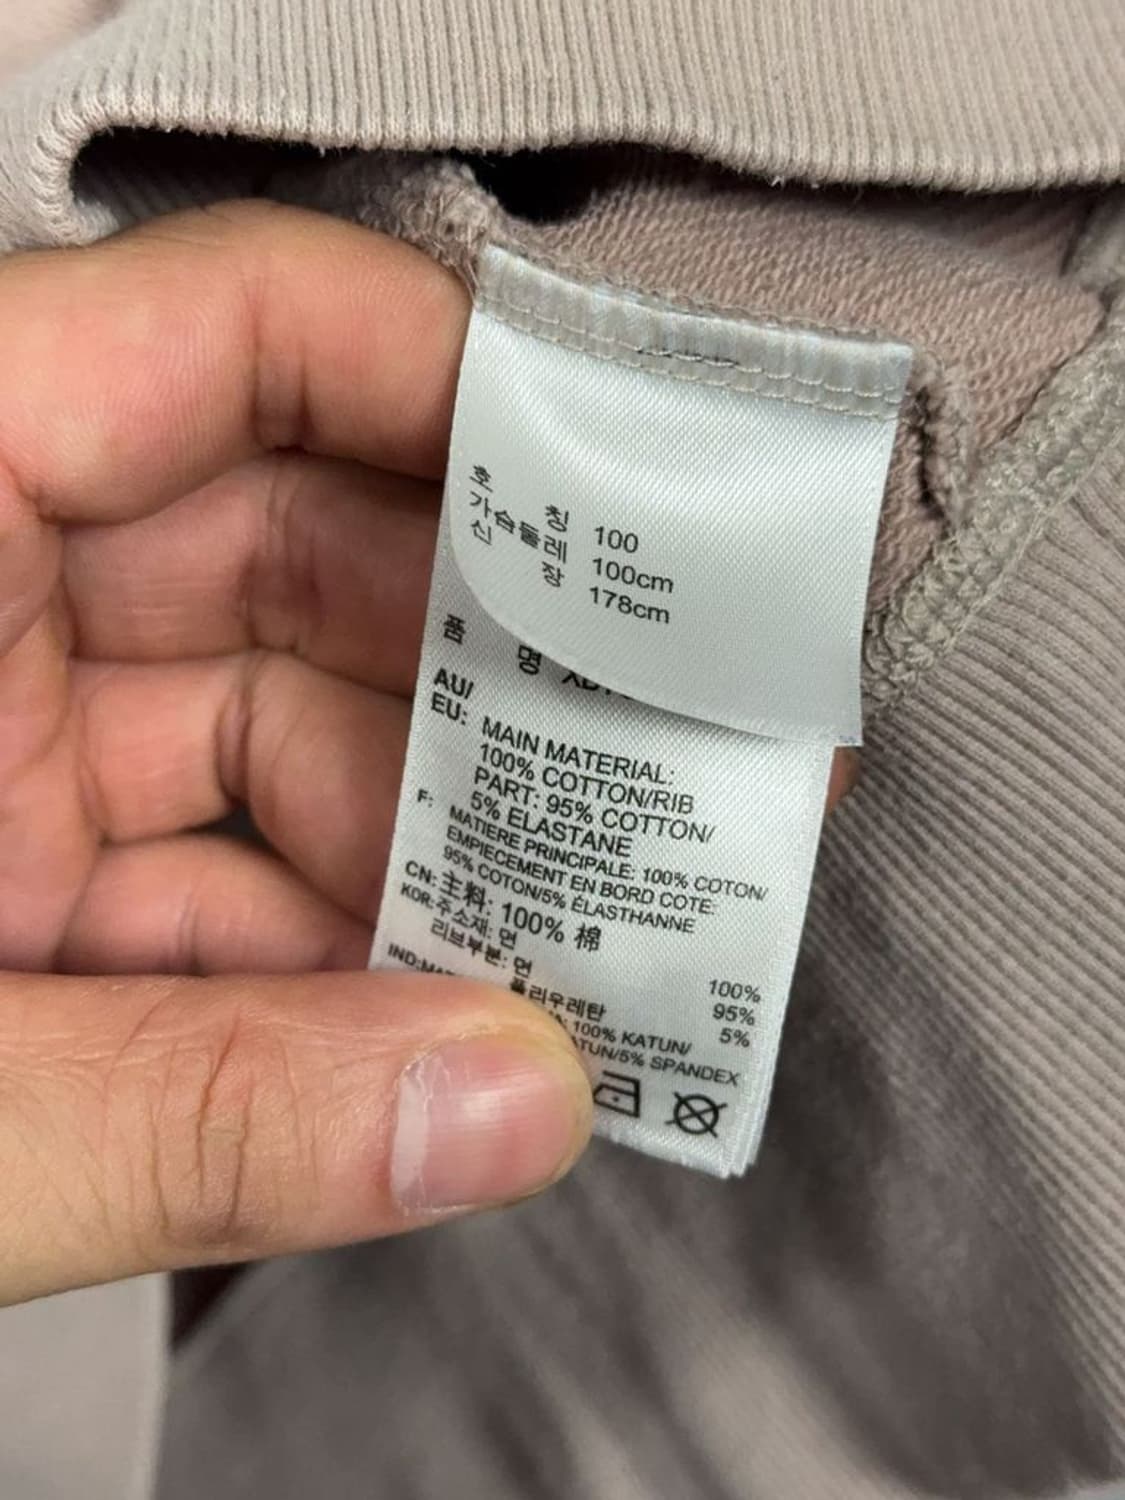 호 칭 100
가슴둘레 100cm
신 장 178cm
품 명
AU/
EU: MAIN MATERIAL:
100% COTTON/RIB
PART: 95% COTTON/
5% ELASTANE
F: MATIERE PRINCIPALE: 100% COTON/
EMPIECEMENT EN BORD COTE:
95% COTON/5% ÉLASTHANNE
CN: 主料: 100% 棉
KOR: 주소재: 면 100%
리브부분: 면 95%
폴리우레탄 5%
IND: 100% KATUN/
5% SPANDEX